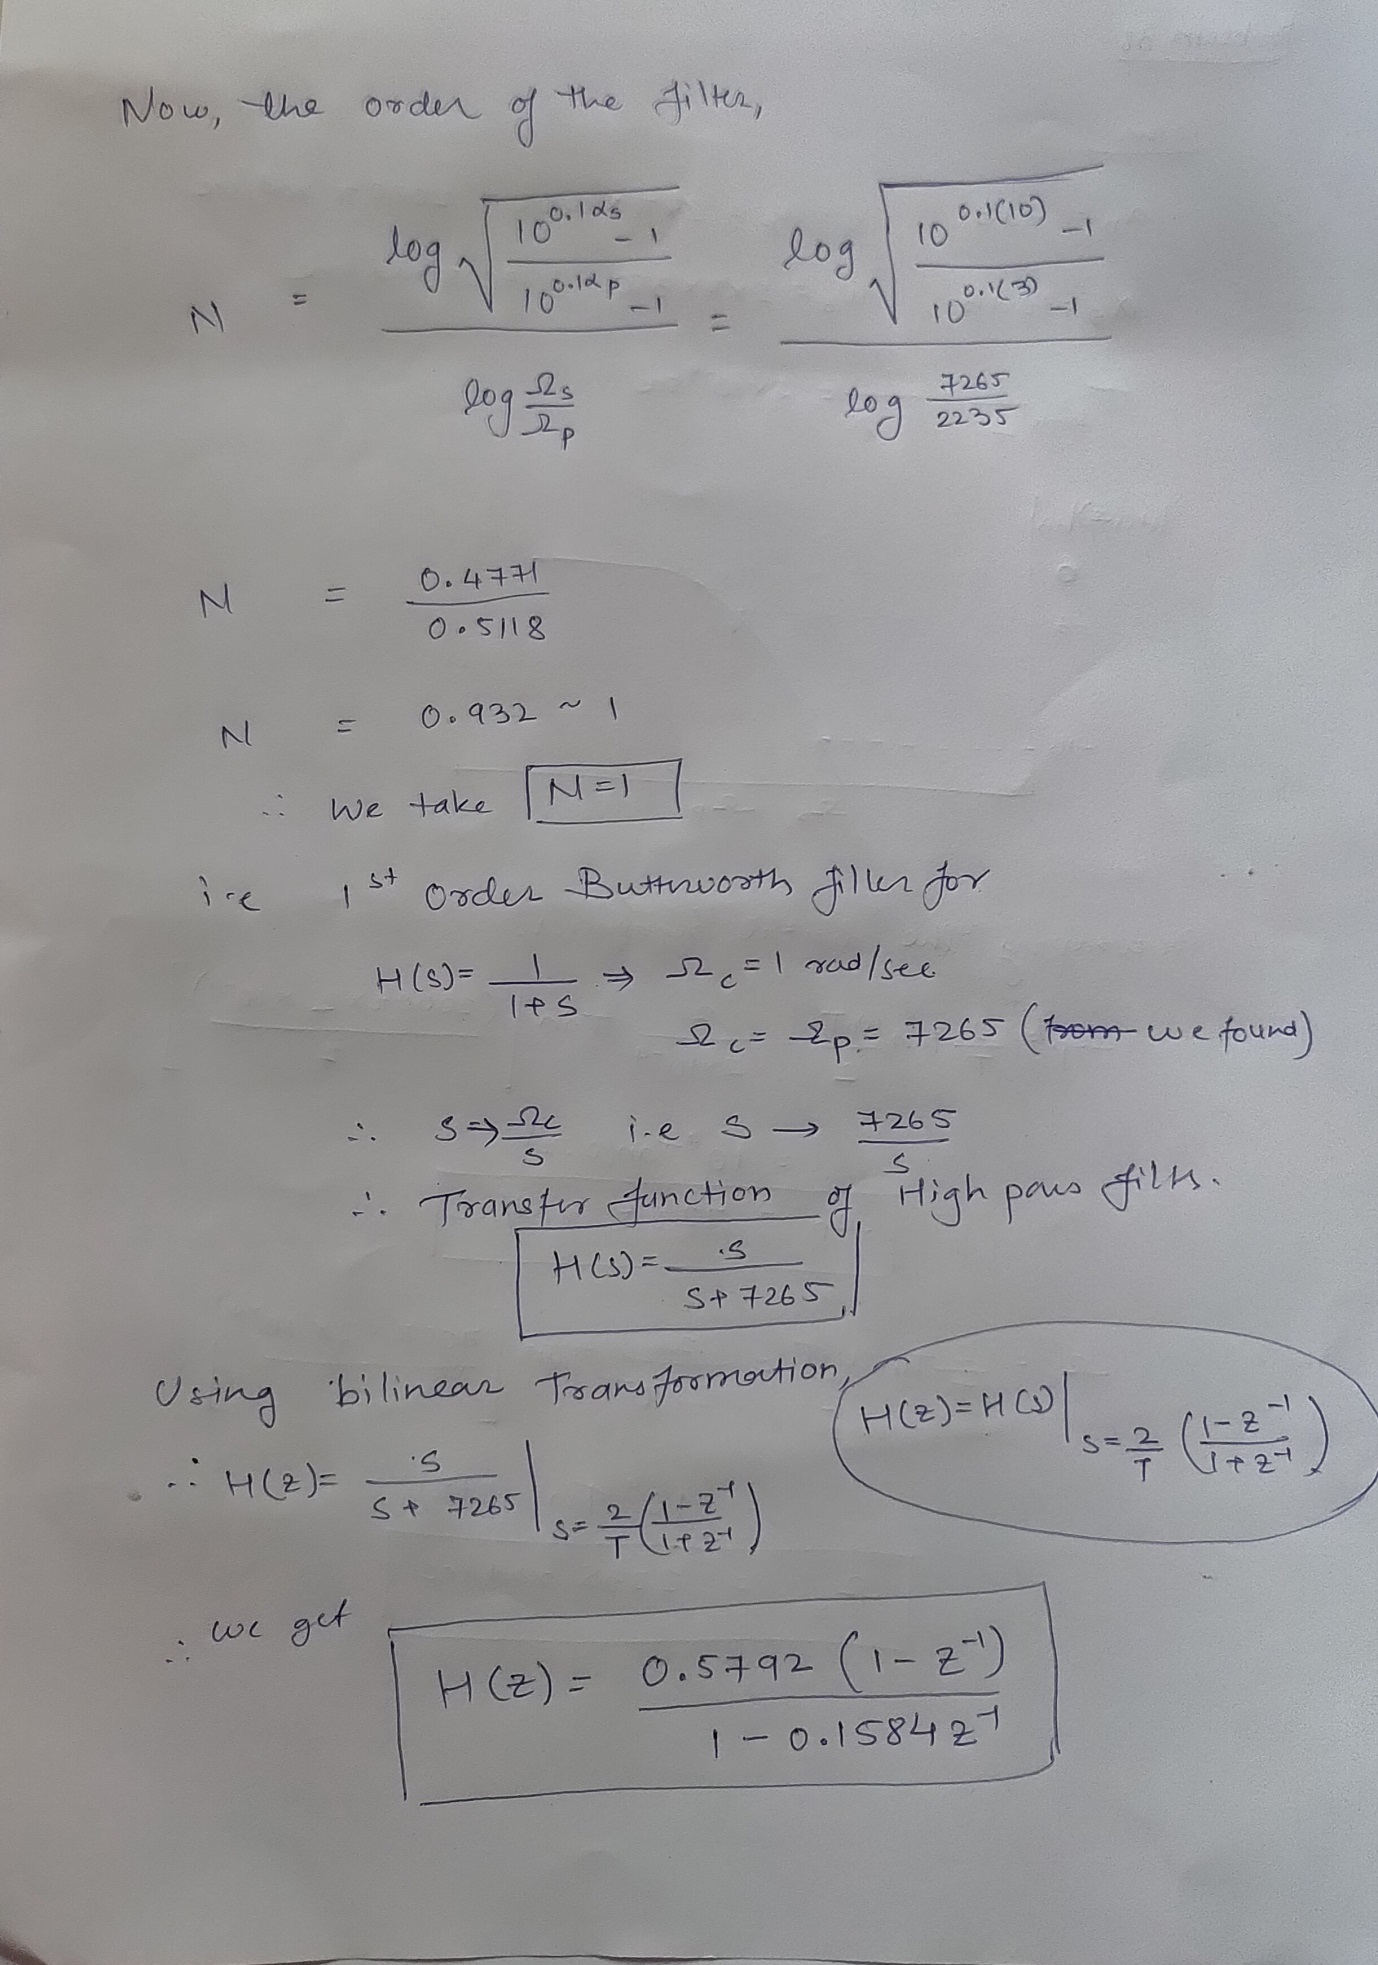 Now, the order of the filter,
N = log √((10^0.1αs - 1)/(10^0.1αp - 1)) / log Ωs/Ωp = log √((10^0.1(10) - 1)/(10^0.1(3) - 1)) / log 7265/2235
N = 0.4771/0.5118
N = 0.932 ~ 1
∴ we take N=1
i.e 1st order Butterworth filter for
H(s)= 1/(1+s) ⇒ Ωc=1 rad/sec
Ωc= Ωp = 7265 (from we found)
∴ S⇒ Ωc/S i.e S → 7265/S
∴ Transfer function of High pass filts.
H(s)= s/(s+7265)
Using bilinear Transformation,
H(z)=H(s)|s=2/T((1-z^-1)/(1+z^-1))
∴ H(z)= s/(s+7265)|s=2/T((1-z^-1)/(1+z^-1))
∴ we get
H(z)= 0.5792 (1-z^-1)/(1-0.1584z^-1)